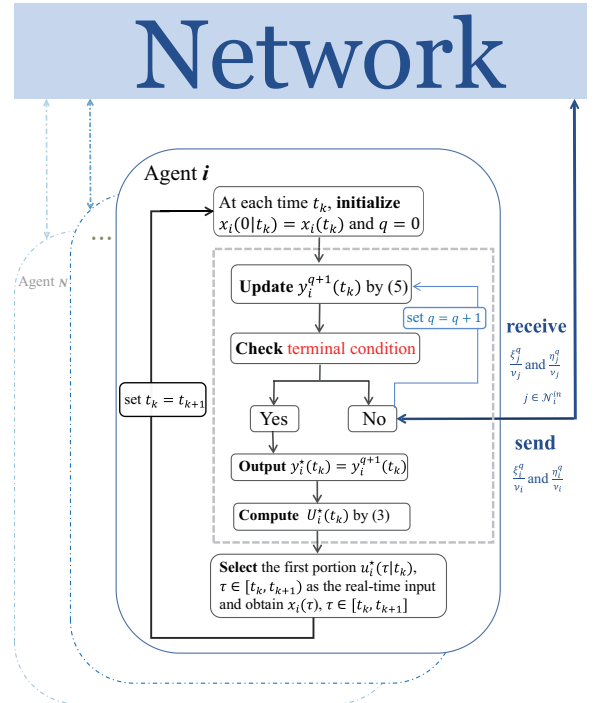 Network
Agent i
At each time t_k, initialize
x_i(0|t_k) = x_i(t_k) and q = 0
...
Agent N
Update y_i^{q+1}(t_k) by (5)
set q = q + 1
receive
Check terminal condition
ξ_j^q/ν_j and η_j^q/ν_j
j ∈ 𝒩_i^{in}
set t_k = t_{k+1}
Yes
No
send
Output y_i^⋆(t_k) = y_i^{q+1}(t_k)
ξ_i^q/ν_i and η_i^q/ν_i
Compute U_i^⋆(t_k) by (3)
Select the first portion u_i^⋆(τ|t_k),
τ ∈ [t_k, t_{k+1}) as the real-time input
and obtain x_i(τ), τ ∈ [t_k, t_{k+1}]